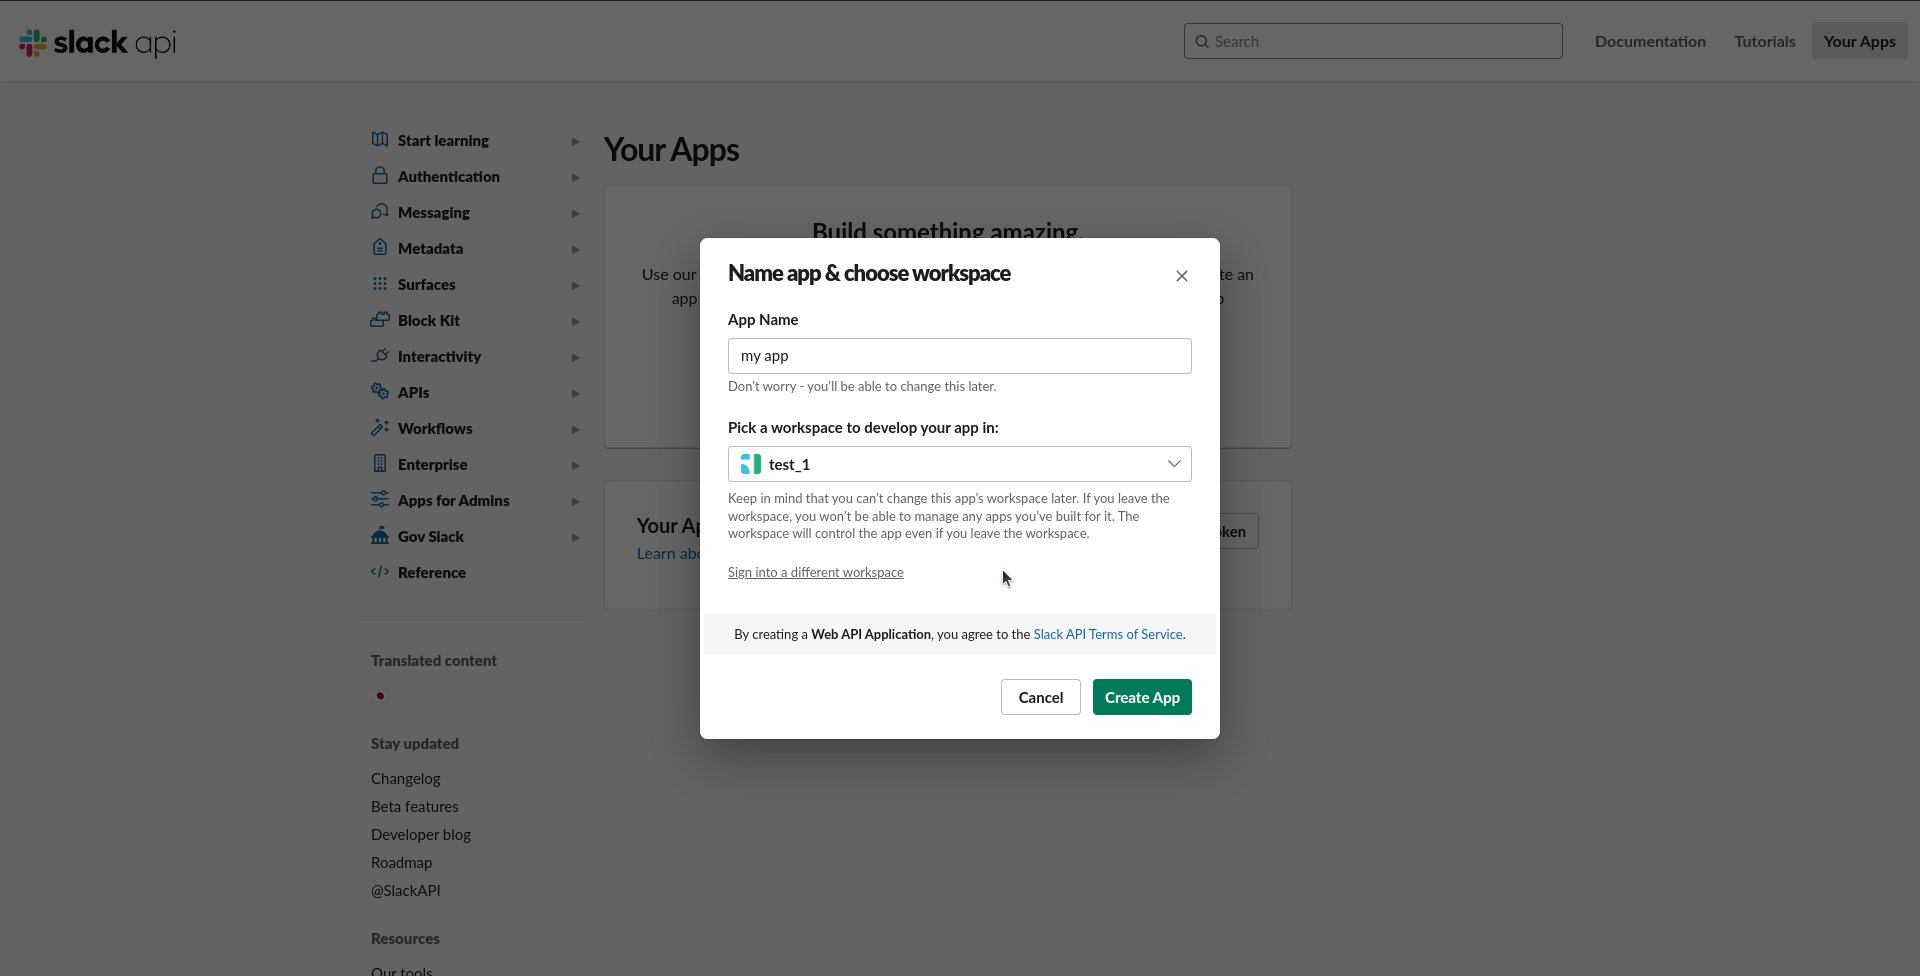 slack api
Search
Documentation
Tutorials
Your Apps
Start learning
Authentication
Messaging
Metadata
Surfaces
Block Kit
Interactivity
APIs
Workflows
Enterprise
Apps for Admins
Gov Slack
Reference
Translated content
Stay updated
Changelog
Beta features
Developer blog
Roadmap
@SlackAPI
Resources
Our tools
Your Apps
Build something amazing.
Use our
te an
app
Name app & choose workspace
App Name
my app
Don't worry - you'll be able to change this later.
Pick a workspace to develop your app in:
test_1
Keep in mind that you can't change this app's workspace later. If you leave the
workspace, you won't be able to manage any apps you've built for it. The
workspace will control the app even if you leave the workspace.
Sign into a different workspace
By creating a Web API Application, you agree to the Slack API Terms of Service.
Cancel
Create App
Your Ap
Learn abo
oken